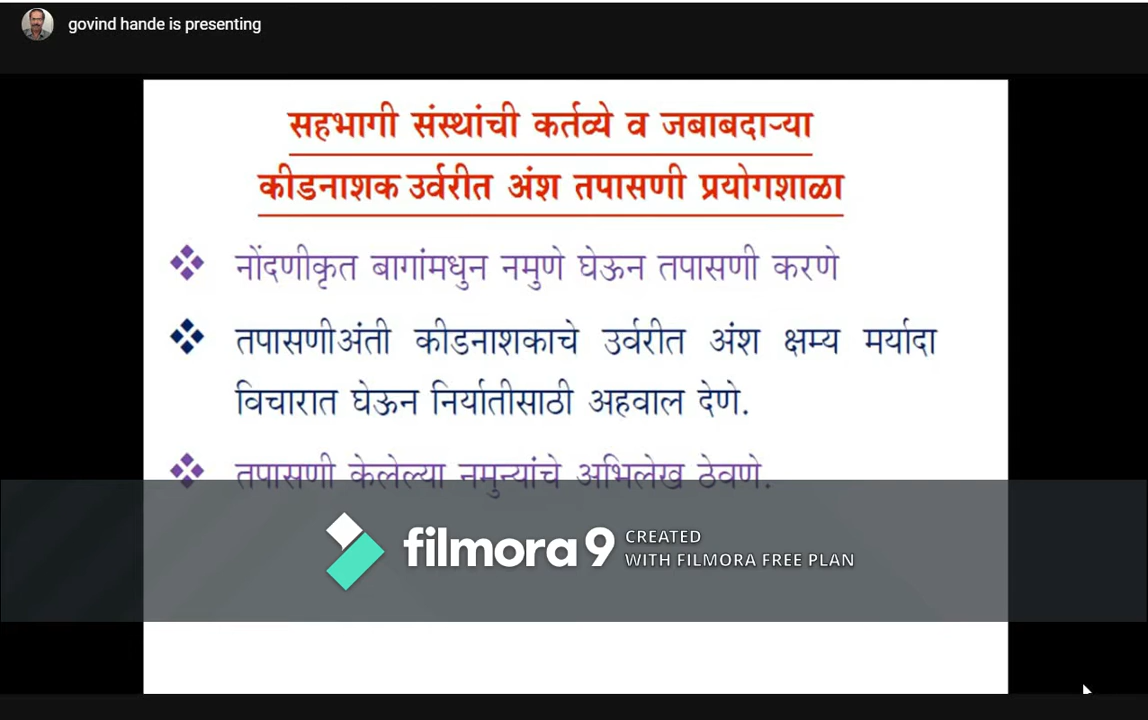 govind hande is presenting
सहभागी संस्थांची कर्तव्ये व जबाबदाऱ्या
कीडनाशक उर्वरीत अंश तपासणी प्रयोगशाळा
नोंदणीकृत बागांमधुन नमुणे घेऊन तपासणी करणे
तपासणीअंती कीडनाशकाचे उर्वरीत अंश क्षम्य मर्यादा
विचारात घेऊन निर्यातीसाठी अहवाल देणे.
तपासणी केलेल्या नमुन्यांचे अभिलेख ठेवणे.
filmora 9 CREATED
WITH FILMORA FREE PLAN